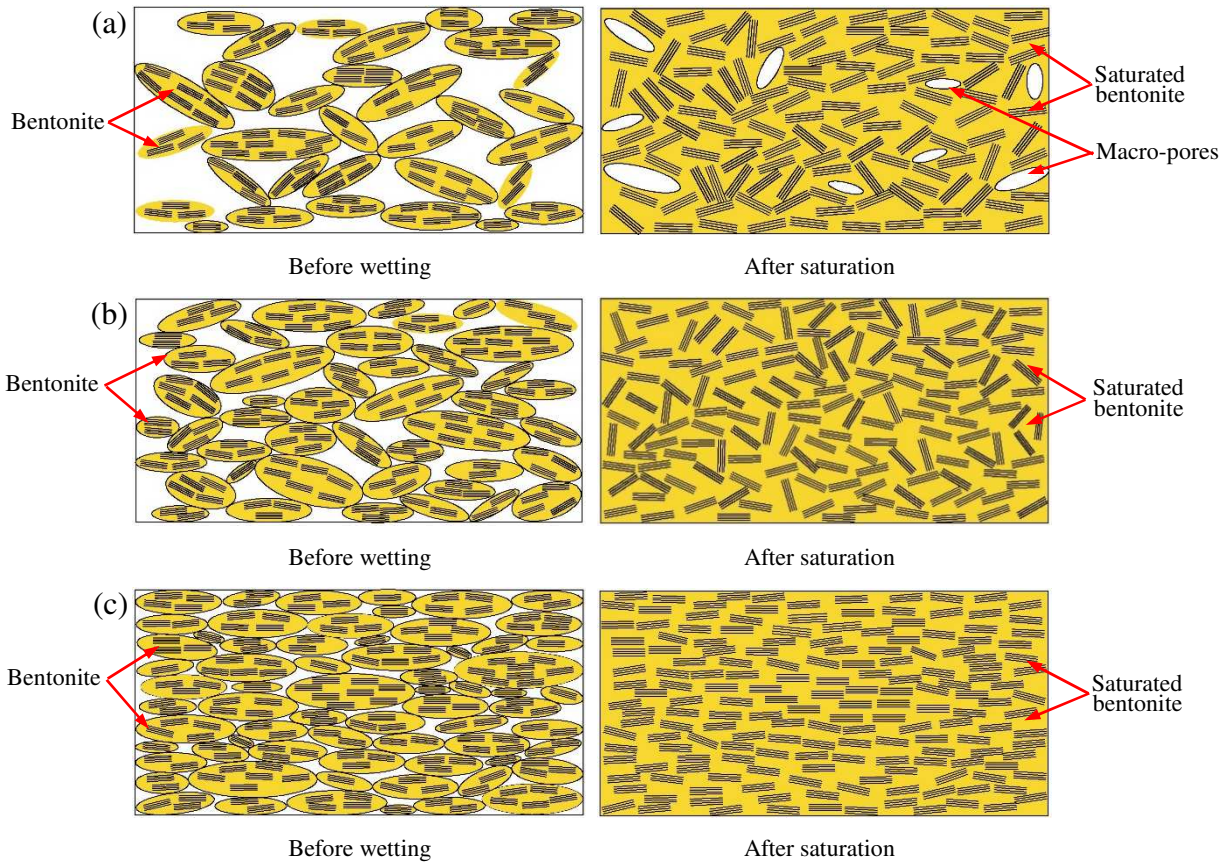 (a)
Bentonite
Saturated
bentonite
Macro-pores
Before wetting
After saturation
(b)
Bentonite
Saturated
bentonite
Before wetting
After saturation
(c)
Bentonite
Saturated
bentonite
Before wetting
After saturation